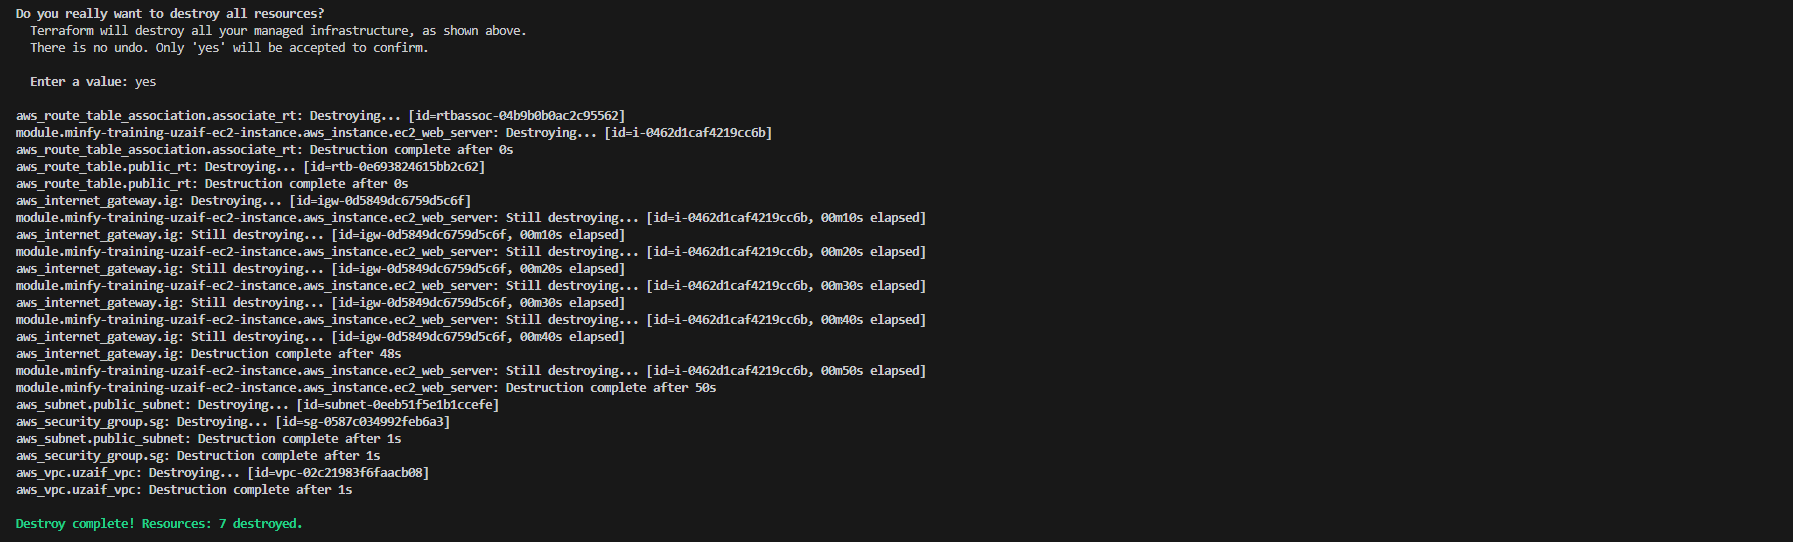 Do you really want to destroy all resources?
Terraform will destroy all your managed infrastructure, as shown above.
There is no undo. Only 'yes' will be accepted to confirm.
Enter a value: yes
aws_route_table_association.associate_rt: Destroying... [id=rtbassoc-04b9b0b0ac2c95562]
module.minfy-training-uzaif-ec2-instance.aws_instance.ec2_web_server: Destroying... [id=i-0462d1caf4219cc6b]
aws_route_table_association.associate_rt: Destruction complete after 0s
aws_route_table.public_rt: Destroying... [id=rtb-0e693824615bb2c62]
aws_route_table.public_rt: Destruction complete after 0s
aws_internet_gateway.ig: Destroying... [id=igw-0d5849dc6759d5c6f]
module.minfy-training-uzaif-ec2-instance.aws_instance.ec2_web_server: Still destroying... [id=i-0462d1caf4219cc6b, 00m10s elapsed]
aws_internet_gateway.ig: Still destroying... [id=igw-0d5849dc6759d5c6f, 00m10s elapsed]
module.minfy-training-uzaif-ec2-instance.aws_instance.ec2_web_server: Still destroying... [id=i-0462d1caf4219cc6b, 00m20s elapsed]
aws_internet_gateway.ig: Still destroying... [id=igw-0d5849dc6759d5c6f, 00m20s elapsed]
module.minfy-training-uzaif-ec2-instance.aws_instance.ec2_web_server: Still destroying... [id=i-0462d1caf4219cc6b, 00m30s elapsed]
aws_internet_gateway.ig: Still destroying... [id=igw-0d5849dc6759d5c6f, 00m30s elapsed]
module.minfy-training-uzaif-ec2-instance.aws_instance.ec2_web_server: Still destroying... [id=i-0462d1caf4219cc6b, 00m40s elapsed]
aws_internet_gateway.ig: Still destroying... [id=igw-0d5849dc6759d5c6f, 00m40s elapsed]
aws_internet_gateway.ig: Destruction complete after 48s
module.minfy-training-uzaif-ec2-instance.aws_instance.ec2_web_server: Still destroying... [id=i-0462d1caf4219cc6b, 00m50s elapsed]
module.minfy-training-uzaif-ec2-instance.aws_instance.ec2_web_server: Destruction complete after 50s
aws_subnet.public_subnet: Destroying... [id=subnet-0eeb51f5e1b1ccefe]
aws_security_group.sg: Destroying... [id=sg-0587c034992feb6a3]
aws_subnet.public_subnet: Destruction complete after 1s
aws_security_group.sg: Destruction complete after 1s
aws_vpc.uzaif_vpc: Destroying... [id=vpc-02c21983f6faacb08]
aws_vpc.uzaif_vpc: Destruction complete after 1s
Destroy complete! Resources: 7 destroyed.